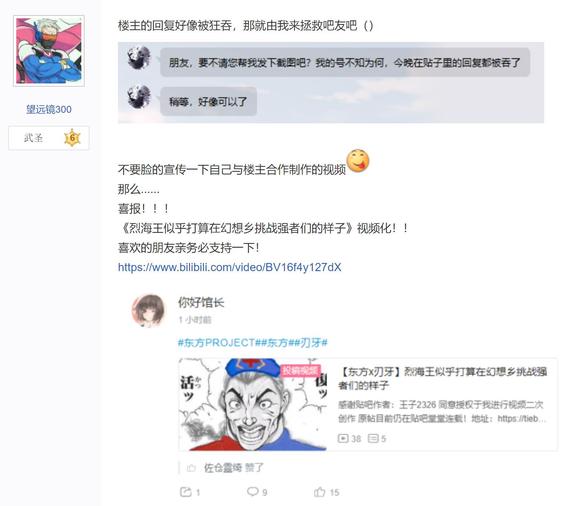 楼主的回复好像被狂吞，那就由我来拯救吧友吧（）
朋友，要不请您帮我发下截图吧？我的号不知为何，今晚在贴子里的回复都被吞了
稍等，好像可以了
望远镜300
武圣 6
不要脸的宣传一下自己与楼主合作制作的视频
那么......
喜报！！！
《烈海王似乎打算在幻想乡挑战强者们的样子》视频化！！
喜欢的朋友亲务必支持一下！
https://www.bilibili.com/video/BV16f4y127dX
你好馆长
1 小时前
#东方PROJECT##东方##刃牙#
投稿视频
活ッ
かつ
復ッ
【东方x刃牙】烈海王似乎打算在幻想乡挑战强者们的样子
感谢贴吧作者：王子2326 同意授权于我进行视频二次
创作 原帖目前仍在贴吧堂堂连载！地址：https://tieb...
38 5
佐仓霊绮 赞了
1 9 15